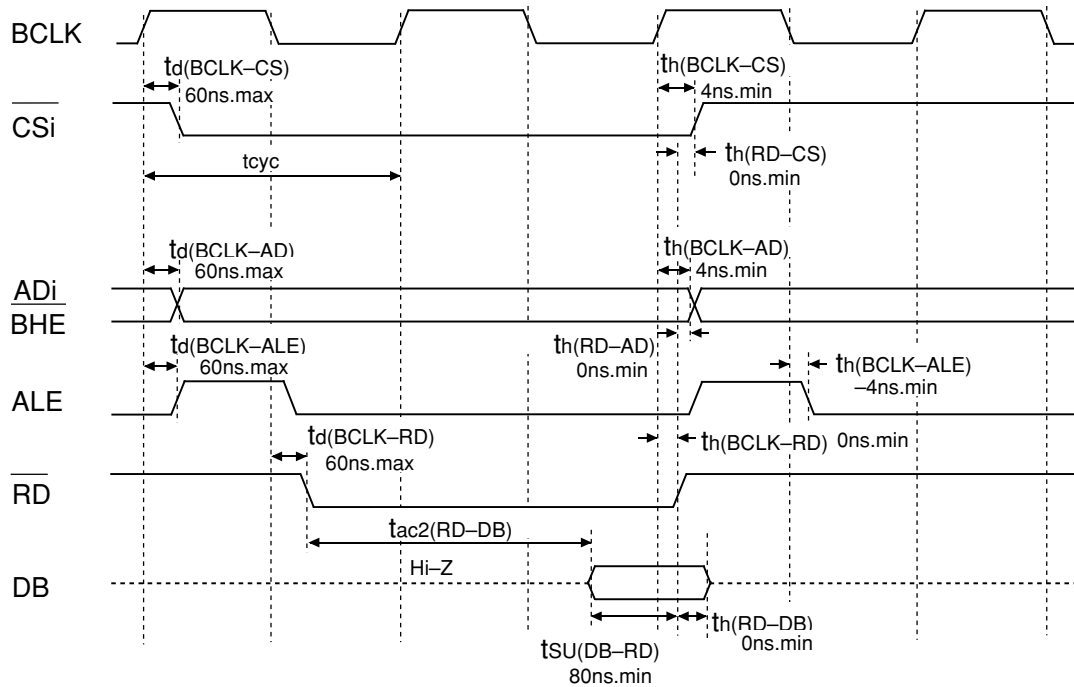 BCLK
td(BCLK–CS)
60ns.max
th(BCLK–CS)
4ns.min
CSi
th(RD–CS)
0ns.min
tcyc
td(BCLK–AD)
60ns.max
th(BCLK–AD)
4ns.min
ADi
BHE
td(BCLK–ALE)
60ns.max
th(RD–AD)
0ns.min
th(BCLK–ALE)
–4ns.min
ALE
td(BCLK–RD)
60ns.max
th(BCLK–RD) 0ns.min
RD
tac2(RD–DB)
Hi–Z
DB
tSU(DB–RD)
80ns.min
th(RD–DB)
0ns.min